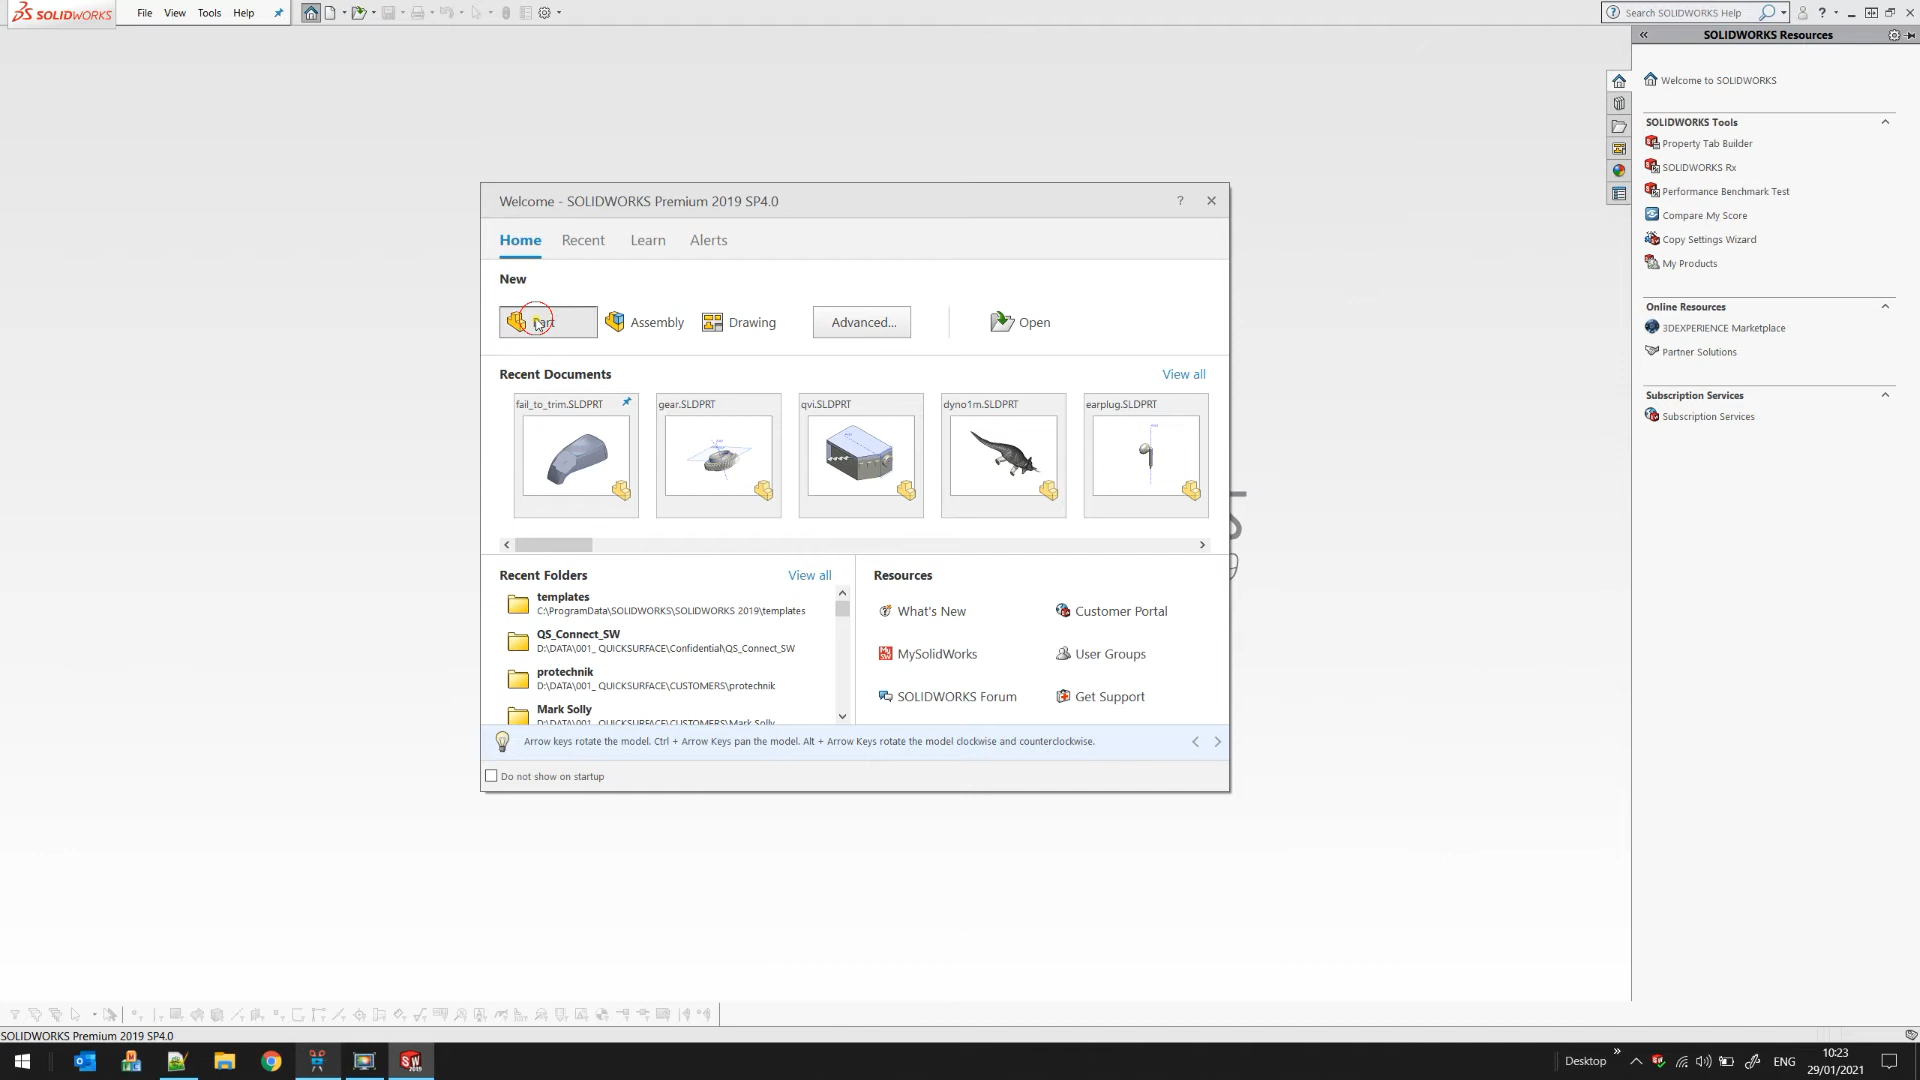 SOLIDWORKS File View Tools Help
Search SOLIDWORKS Help
SOLIDWORKS Resources
Welcome to SOLIDWORKS
SOLIDWORKS Tools
Property Tab Builder
SOLIDWORKS Rx
Performance Benchmark Test
Compare My Score
Copy Settings Wizard
My Products
Online Resources
3DEXPERIENCE Marketplace
Partner Solutions
Subscription Services
Subscription Services
Welcome - SOLIDWORKS Premium 2019 SP4.0
Home Recent Learn Alerts
New
Assembly Drawing Advanced... Open
Recent Documents View all
fail_to_trim.SLDPRT gear.SLDPRT qvi.SLDPRT dyno1m.SLDPRT earplug.SLDPRT
Recent Folders View all
templates
C:\ProgramData\SOLIDWORKS\SOLIDWORKS 2019\templates
QS_Connect_SW
D:\DATA\001_ QUICKSURFACE\Confidential\QS_Connect_SW
protechnik
D:\DATA\001_ QUICKSURFACE\CUSTOMERS\protechnik
Mark Solly
D:\DATA\001_ QUICKSURFACE\CUSTOMERS\Mark Solly
Resources
What's New Customer Portal
MySolidWorks User Groups
SOLIDWORKS Forum Get Support
Arrow keys rotate the model. Ctrl + Arrow Keys pan the model. Alt + Arrow Keys rotate the model clockwise and counterclockwise.
Do not show on startup
SOLIDWORKS Premium 2019 SP4.0
Desktop ENG 10:23
29/01/2021